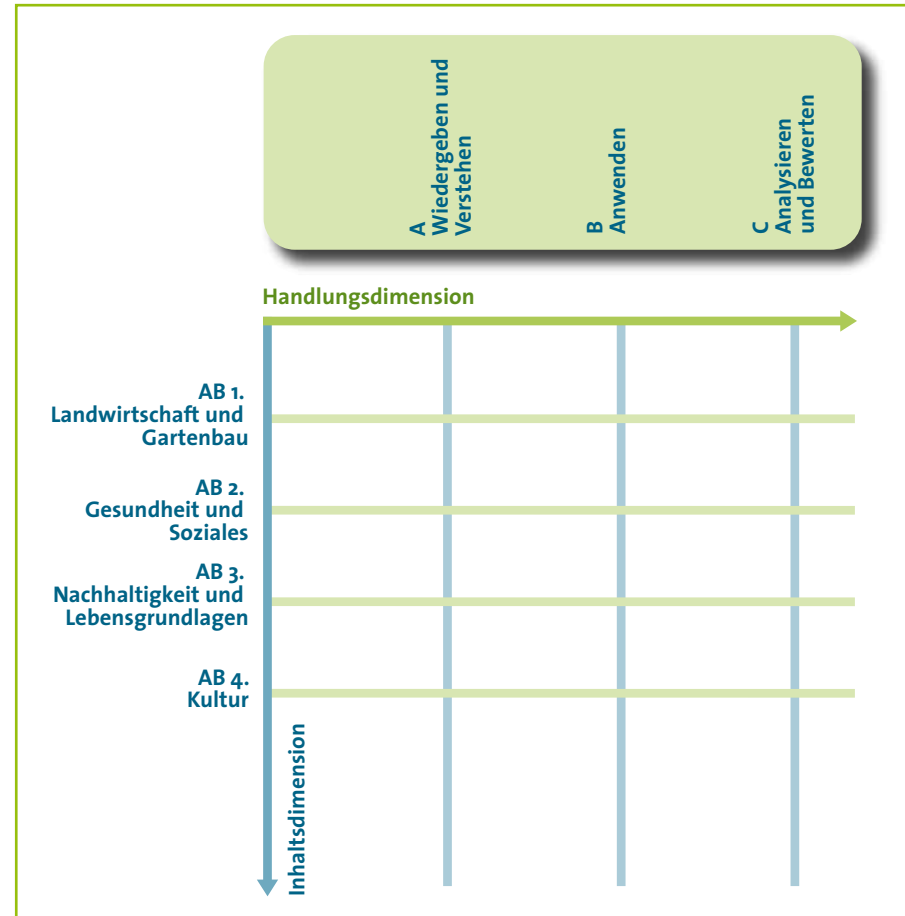 A
Wiedergeben und
Verstehen
B
Anwenden
C
Analysieren
und Bewerten
Handlungsdimension
AB 1.
Landwirtschaft und
Gartenbau
AB 2.
Gesundheit und
Soziales
AB 3.
Nachhaltigkeit und
Lebensgrundlagen
AB 4.
Kultur
Inhaltsdimension